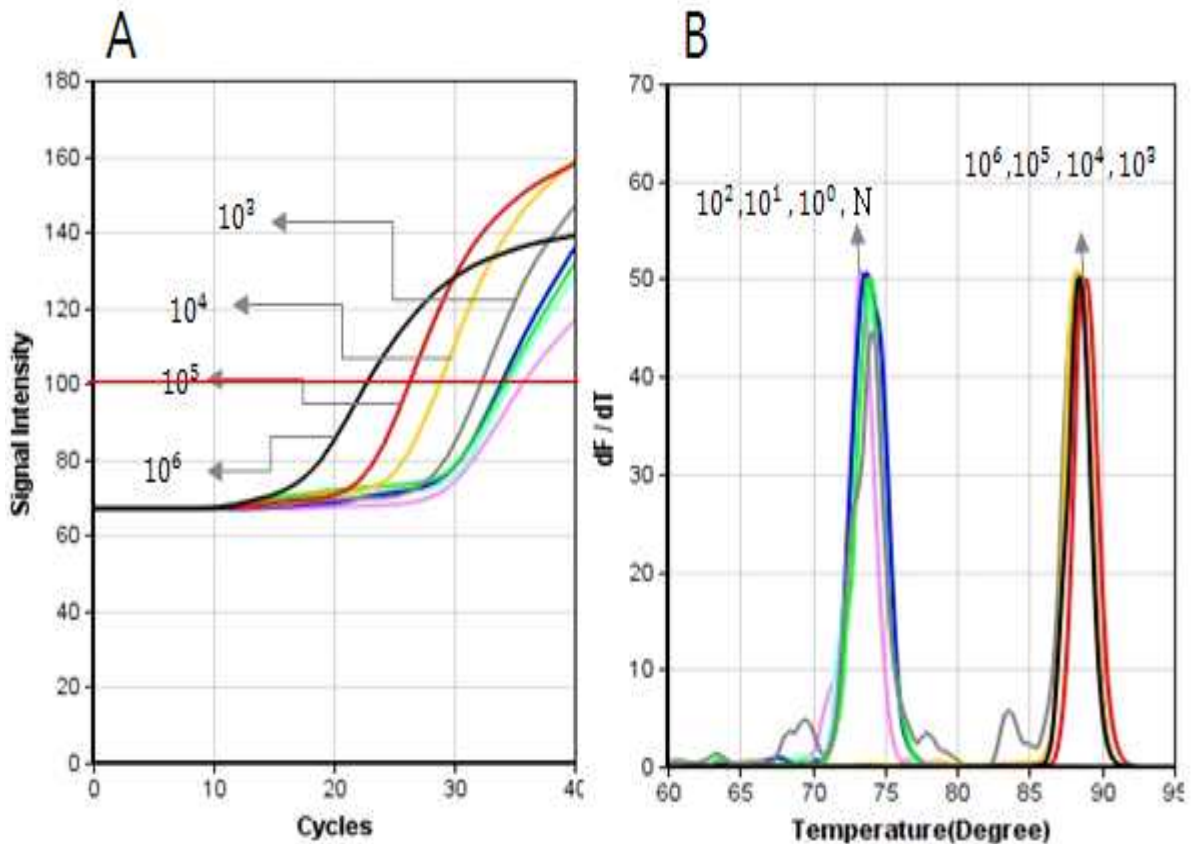 A
180
160
140
120
100
80
60
40
20
0
Signal Intensity
10³
10⁴
10⁵
10⁶
0 10 20 30 40
Cycles
B
70
60
50
40
30
20
10
0
dF / dT
10⁶,10⁵,10⁴,10³
10²,10¹,10⁰,N
60 65 70 75 80 85 90 95
Temperature(Degree)